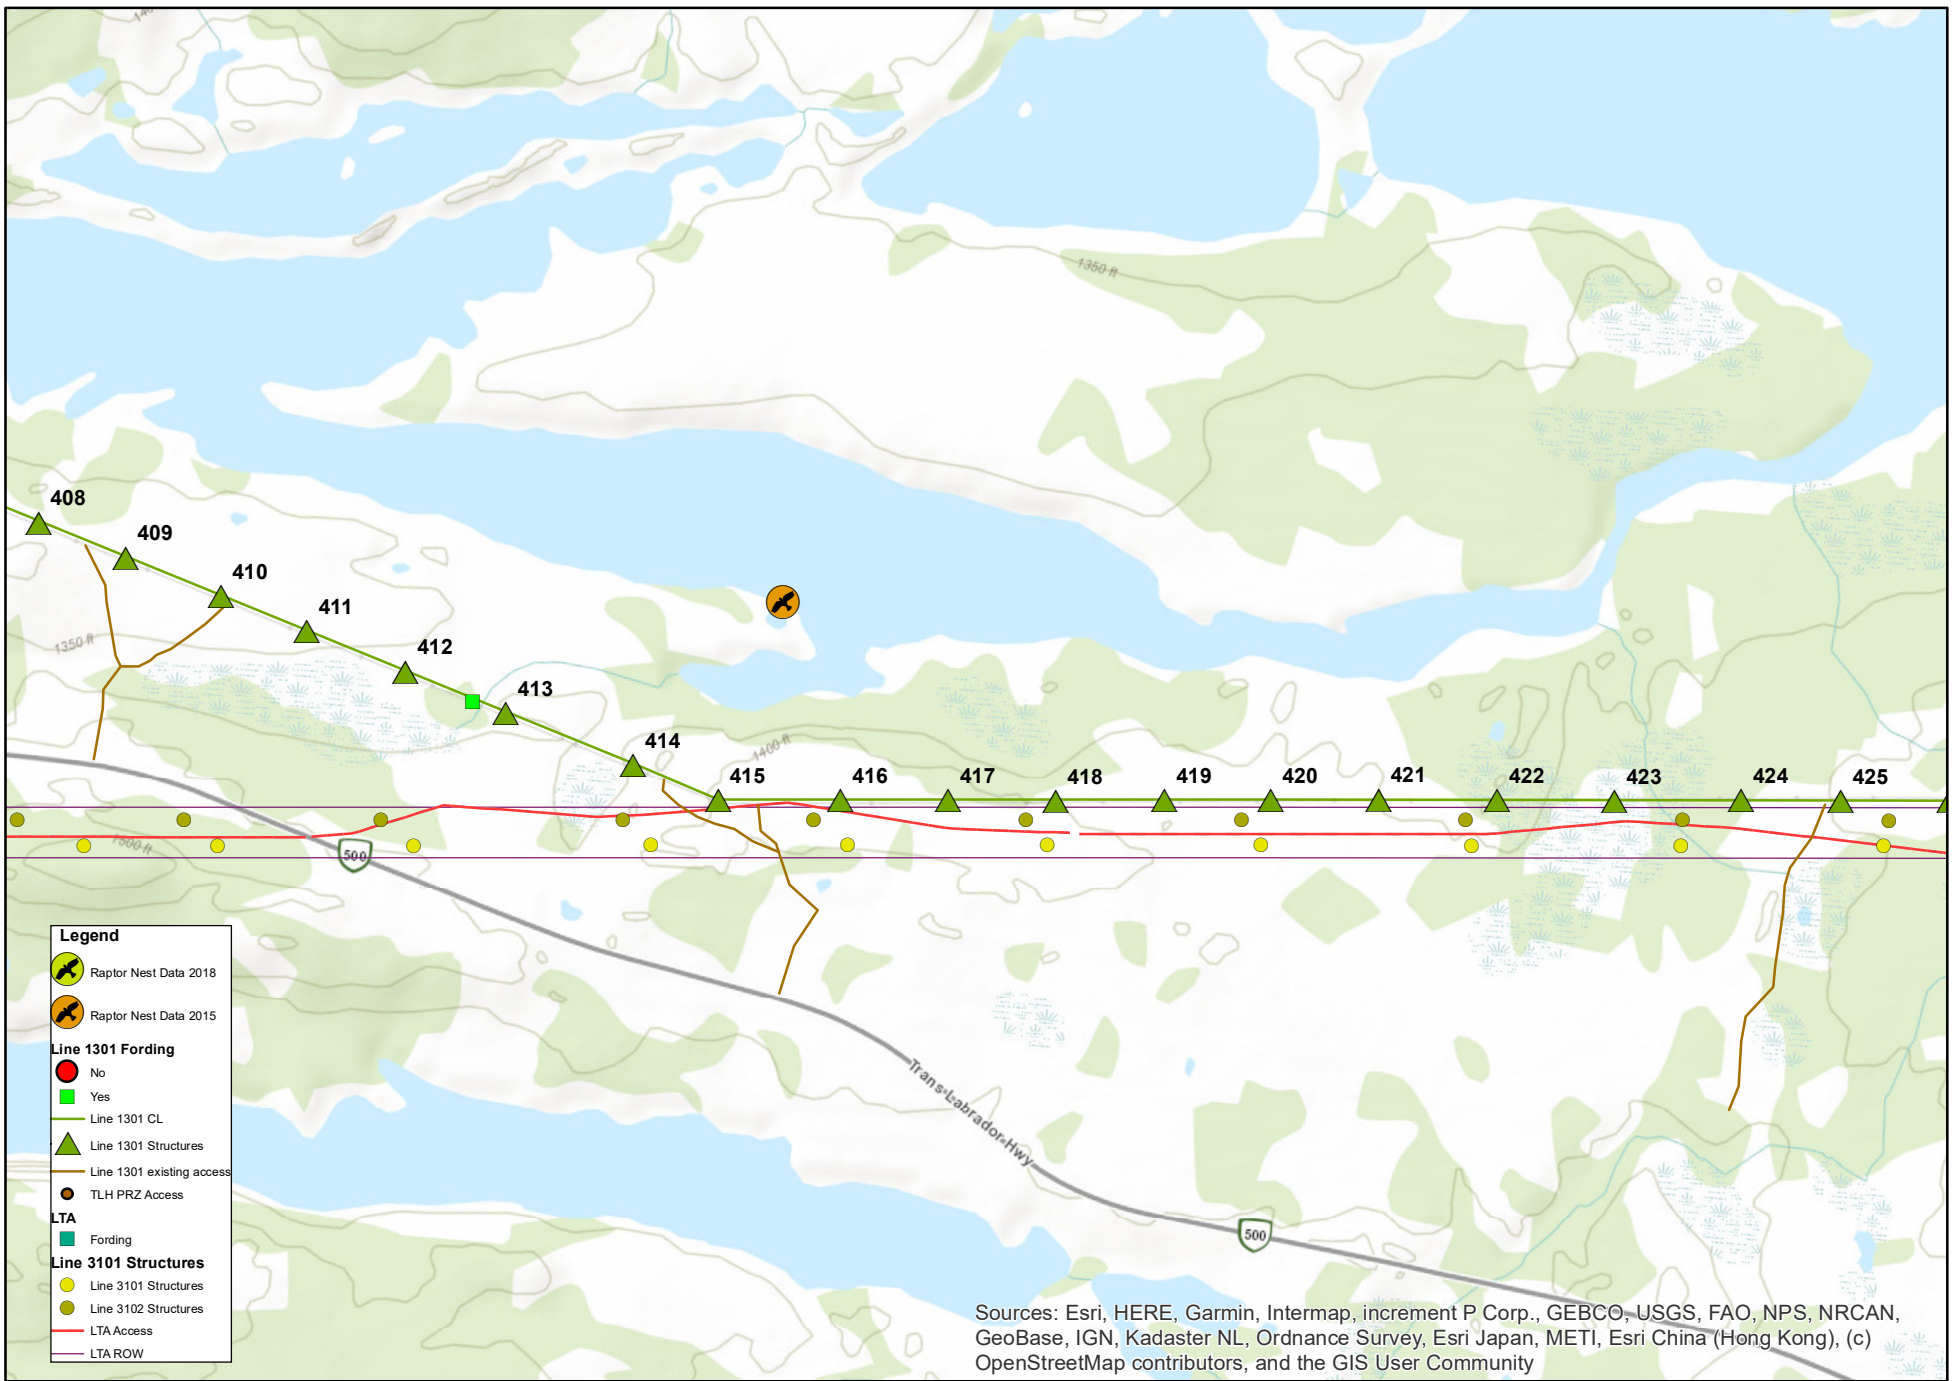 1350 ft
408
409
410
411
412
413
414
415
416
417
418
419
420
421
422
423
424
425
1350 ft
1400 ft
1500 ft
500
Trans-Labrador-Hwy
500
Legend
Raptor Nest Data 2018
Raptor Nest Data 2015
Line 1301 Fording
No
Yes
Line 1301 CL
Line 1301 Structures
Line 1301 existing access
TLH PRZ Access
LTA
Fording
Line 3101 Structures
Line 3101 Structures
Line 3102 Structures
LTA Access
LTA ROW
Sources: Esri, HERE, Garmin, Intermap, increment P Corp., GEBCO, USGS, FAO, NPS, NRCAN,
GeoBase, IGN, Kadaster NL, Ordnance Survey, Esri Japan, METI, Esri China (Hong Kong), (c)
OpenStreetMap contributors, and the GIS User Community